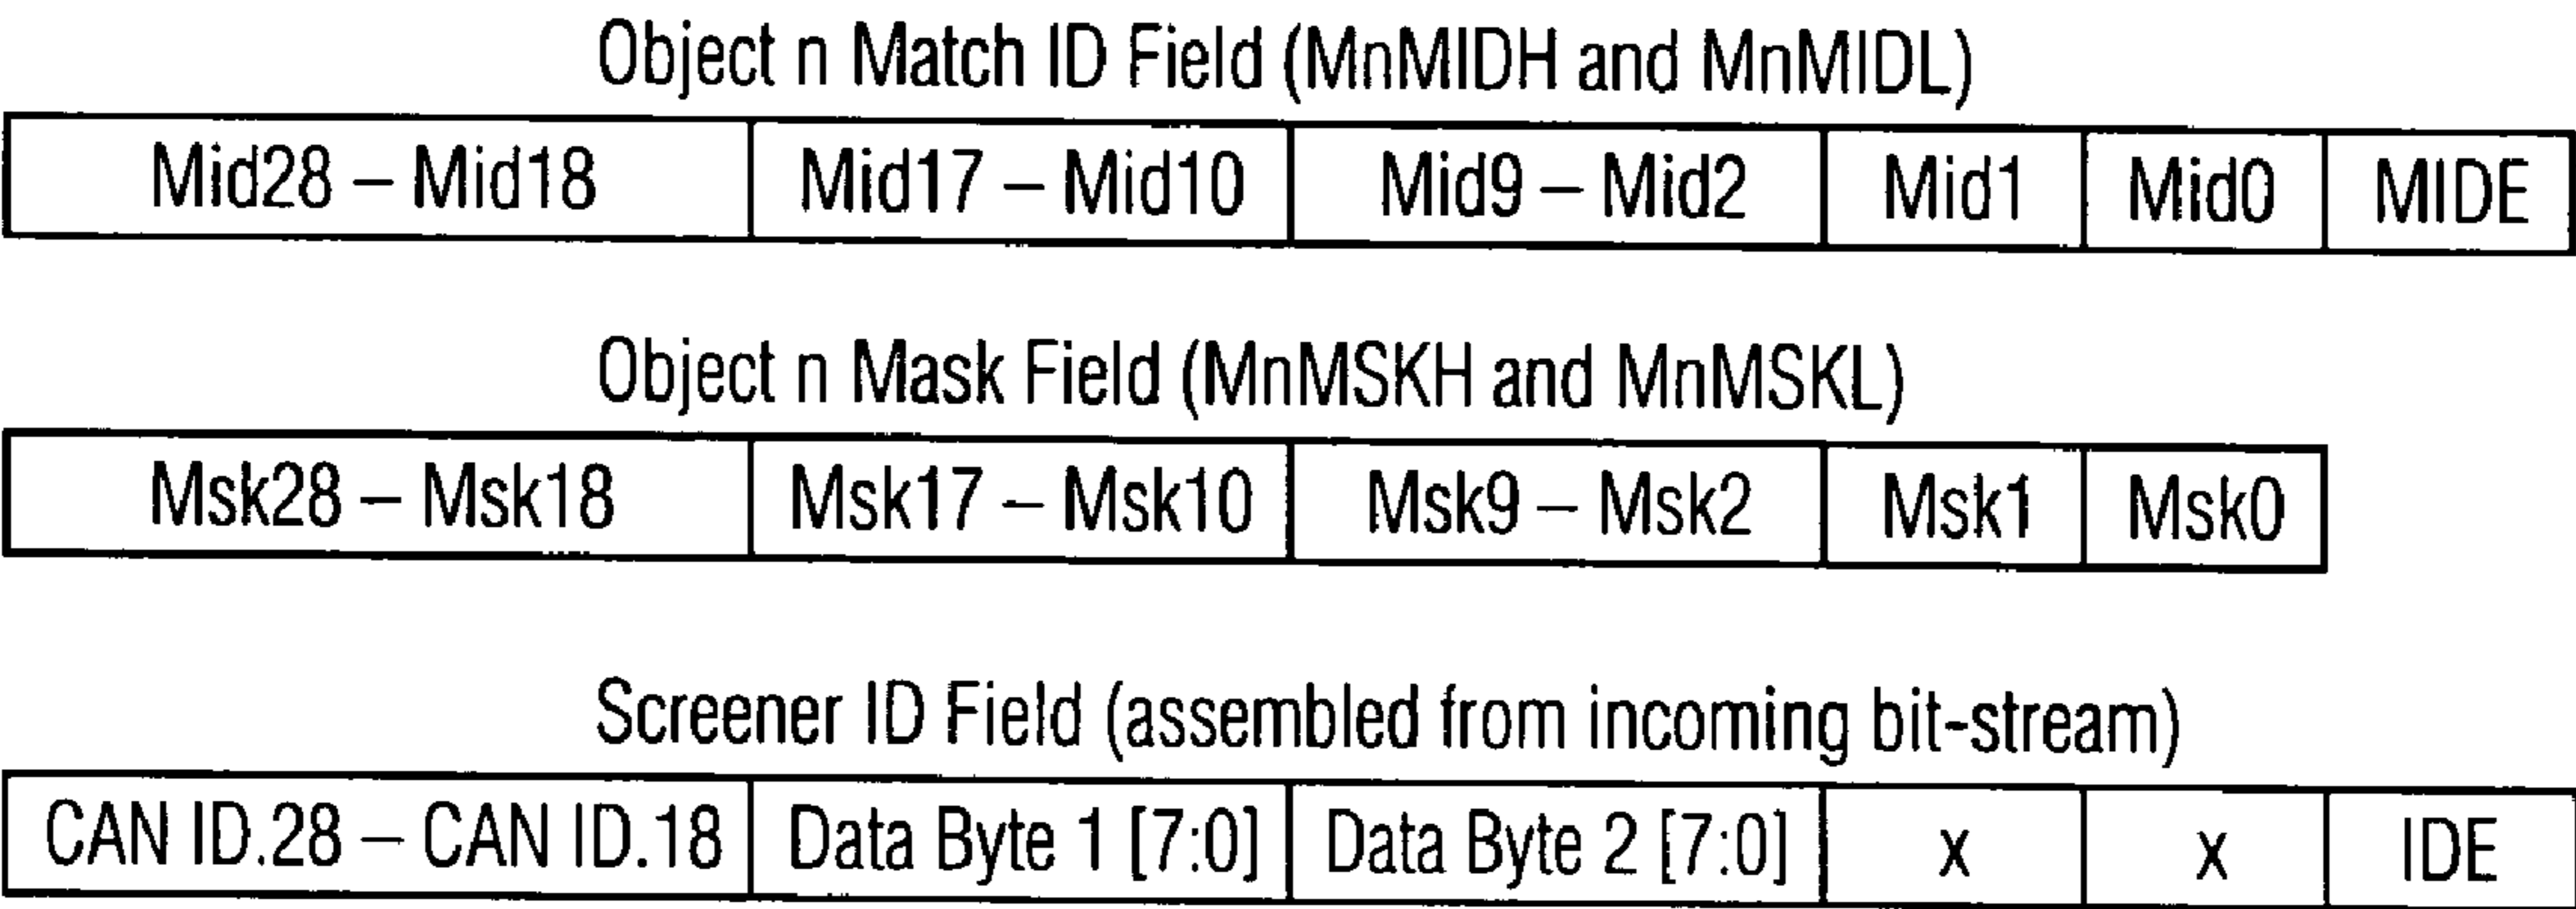 Object n Match ID Field (MnMIDH and MnMIDL)
Mid28 – Mid18 Mid17 – Mid10 Mid9 – Mid2 Mid1 Mid0 MIDE
Object n Mask Field (MnMSKH and MnMSKL)
Msk28 – Msk18 Msk17 – Msk10 Msk9 – Msk2 Msk1 Msk0
Screener ID Field (assembled from incoming bit-stream)
CAN ID.28 – CAN ID.18 Data Byte 1 [7:0] Data Byte 2 [7:0] x x IDE